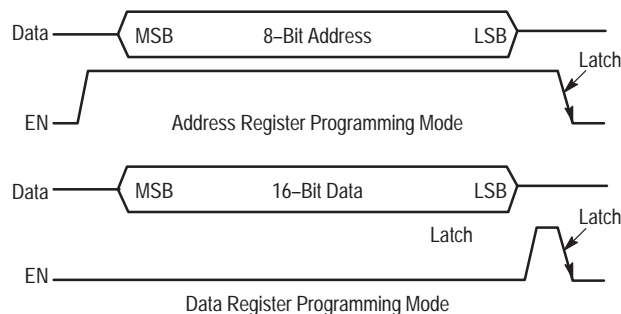 Data MSB 8–Bit Address LSB
Latch
EN Address Register Programming Mode
Data MSB 16–Bit Data LSB
Latch Latch
EN
Data Register Programming Mode